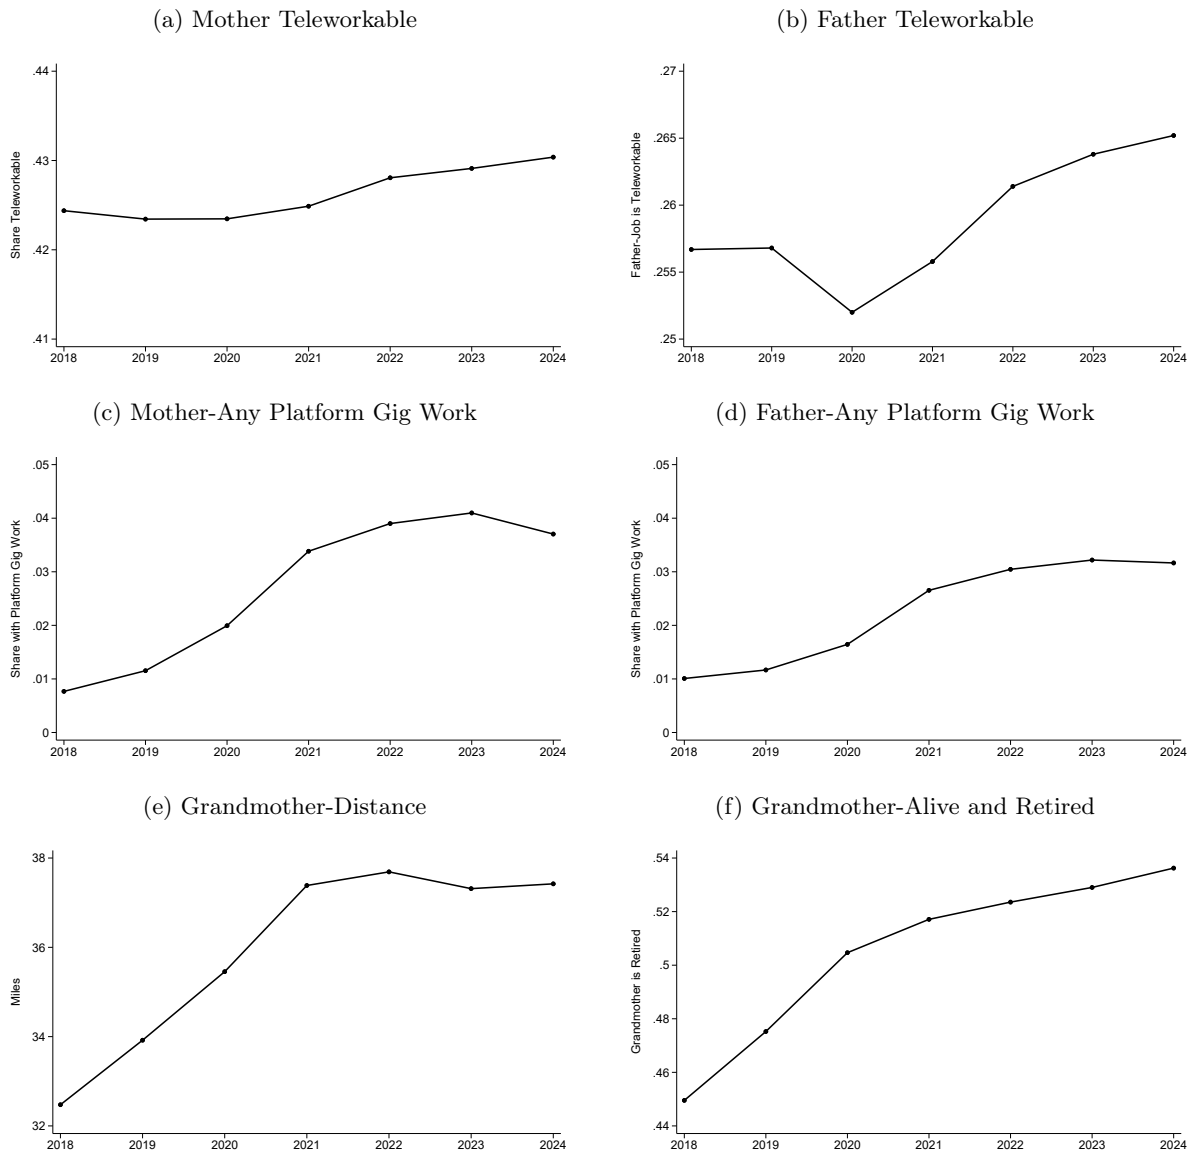 (a) Mother Teleworkable
.44
.43
.42
.41
Share Teleworkable
2018 2019 2020 2021 2022 2023 2024
(b) Father Teleworkable
.27
.265
.26
.255
.25
Father-Job is Teleworkable
2018 2019 2020 2021 2022 2023 2024
(c) Mother-Any Platform Gig Work
.05
.04
.03
.02
.01
0
Share with Platform Gig Work
2018 2019 2020 2021 2022 2023 2024
(d) Father-Any Platform Gig Work
.05
.04
.03
.02
.01
0
Share with Platform Gig Work
2018 2019 2020 2021 2022 2023 2024
(e) Grandmother-Distance
38
36
34
32
Miles
2018 2019 2020 2021 2022 2023 2024
(f) Grandmother-Alive and Retired
.54
.52
.5
.48
.46
.44
Grandmother is Retired
2018 2019 2020 2021 2022 2023 2024